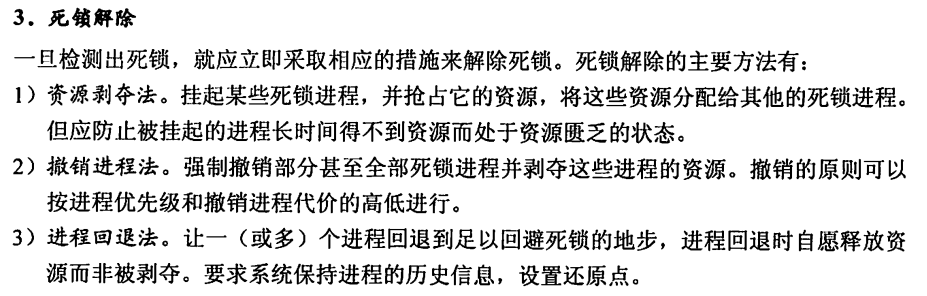 3．死锁解除
一旦检测出死锁，就应立即采取相应的措施来解除死锁。死锁解除的主要方法有：
1）资源剥夺法。挂起某些死锁进程，并抢占它的资源，将这些资源分配给其他的死锁进程。
但应防止被挂起的进程长时间得不到资源而处于资源匮乏的状态。
2）撤销进程法。强制撤销部分甚至全部死锁进程并剥夺这些进程的资源。撤销的原则可以
按进程优先级和撤销进程代价的高低进行。
3）进程回退法。让一（或多）个进程回退到足以回避死锁的地步，进程回退时自愿释放资
源而非被剥夺。要求系统保持进程的历史信息，设置还原点。